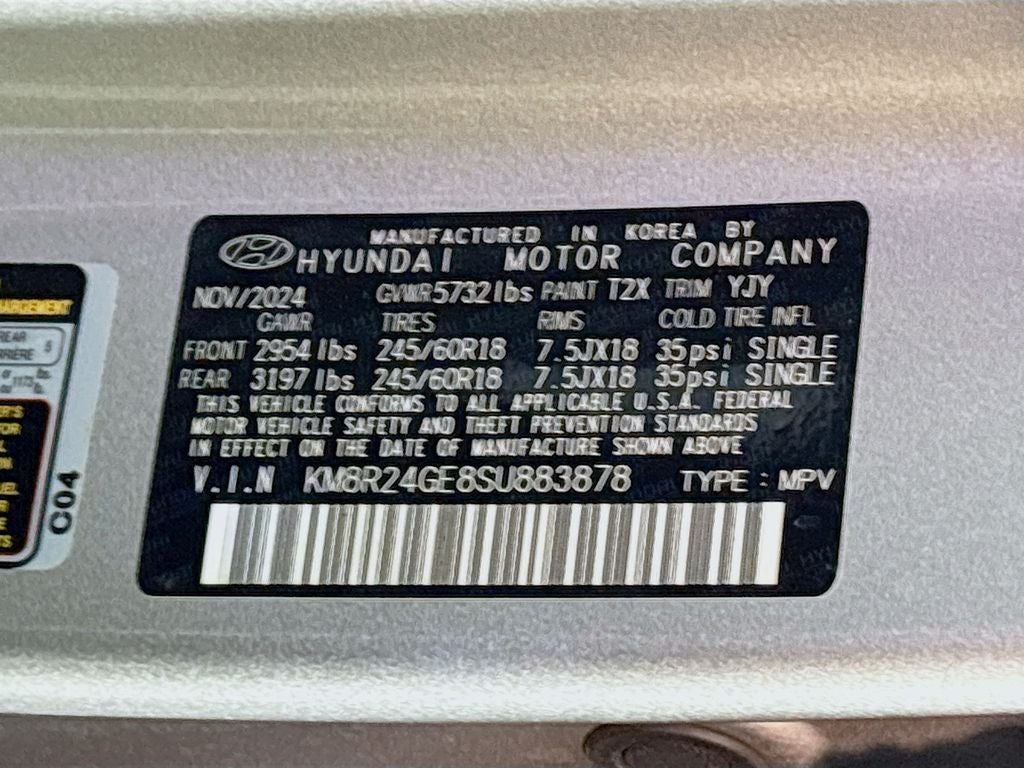 MANUFACTURED IN KOREA BY
HYUNDAI MOTOR COMPANY
NOV/2024 GVWR 5732 lbs PAINT T2X TRIM YJY
GAWR TIRES RIMS COLD TIRE INFL
FRONT 2954 lbs 245/60R18 7.5JX18 35psi SINGLE
REAR 3197 lbs 245/60R18 7.5JX18 35psi SINGLE
THIS VEHICLE CONFORMS TO ALL APPLICABLE U.S.A. FEDERAL
MOTOR VEHICLE SAFETY AND THEFT PREVENTION STANDARDS
IN EFFECT ON THE DATE OF MANUFACTURE SHOWN ABOVE
V.I.N KM8R24GE8SU883878 TYPE : MPV
REAR
5
C04